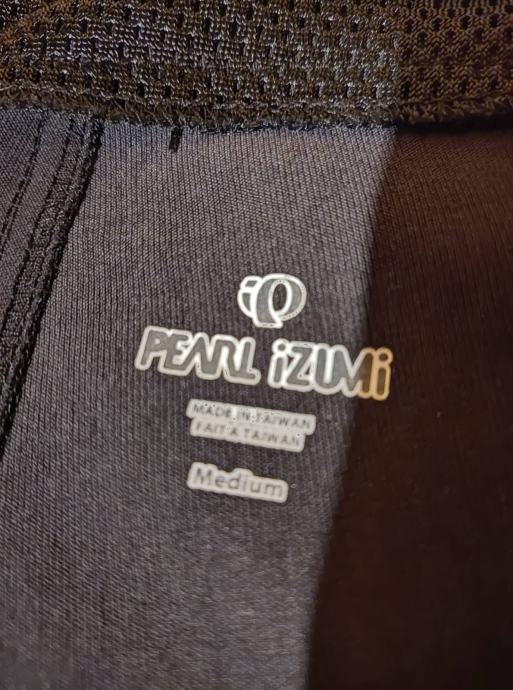 PEARL iZUMi
MADE IN TAIWAN
FAIT A TAIWAN
Medium